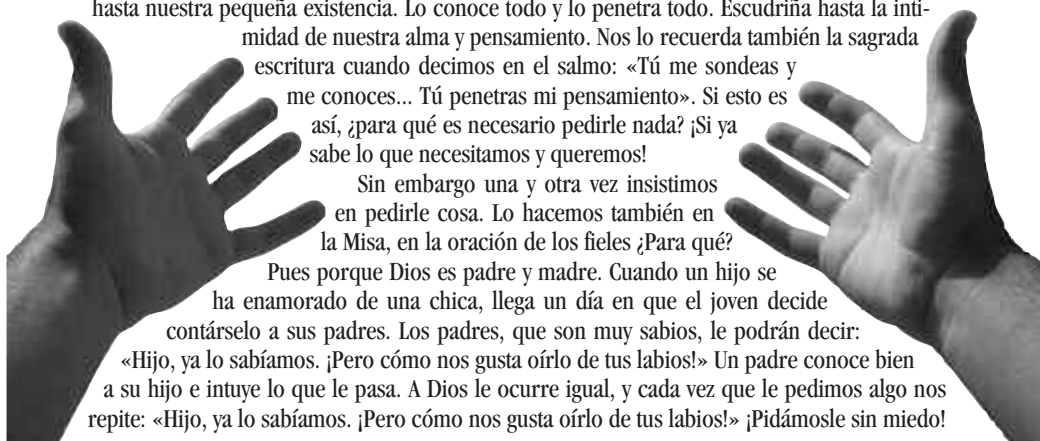 hasta nuestra pequeña existencia. Lo conoce todo y lo penetra todo. Escudriña hasta la inti-
midad de nuestra alma y pensamiento. Nos lo recuerda también la sagrada
escritura cuando decimos en el salmo: «Tú me sondeas y
me conoces... Tú penetras mi pensamiento». Si esto es
así, ¿para qué es necesario pedirle nada? ¡Si ya
sabe lo que necesitamos y queremos!
Sin embargo una y otra vez insistimos
en pedirle cosa. Lo hacemos también en
la Misa, en la oración de los fieles ¿Para qué?
Pues porque Dios es padre y madre. Cuando un hijo se
ha enamorado de una chica, llega un día en que el joven decide
contárselo a sus padres. Los padres, que son muy sabios, le podrán decir:
«Hijo, ya lo sabíamos. ¡Pero cómo nos gusta oírlo de tus labios!» Un padre conoce bien
a su hijo e intuye lo que le pasa. A Dios le ocurre igual, y cada vez que le pedimos algo nos
repite: «Hijo, ya lo sabíamos. ¡Pero cómo nos gusta oírlo de tus labios!» ¡Pidámosle sin miedo!